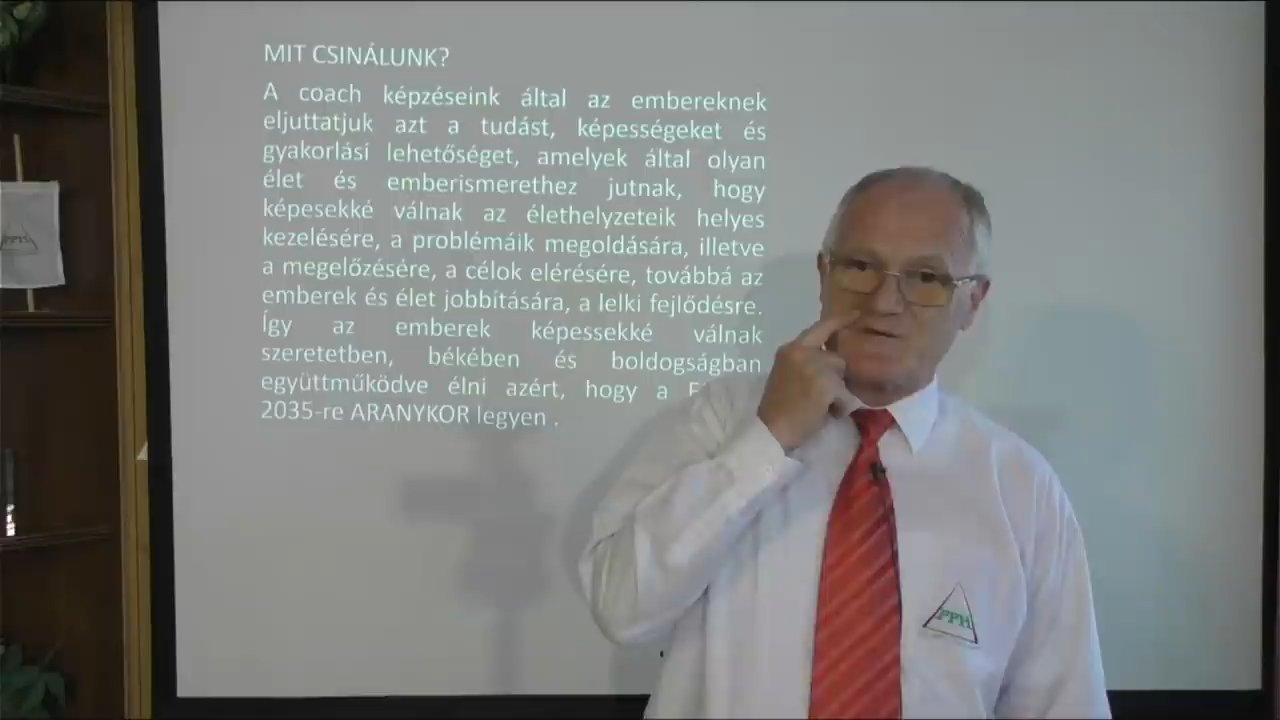 MIT CSINÁLUNK?
A coach képzéseink által az embereknek
eljuttatjuk azt a tudást, képességeket és
gyakorlási lehetőséget, amelyek által olyan
élet és emberismerethez jutnak, hogy
képesekké válnak az élethelyzeteik helyes
kezelésére, a problémáik megoldására, illetve
a megelőzésére, a célok elérésére, továbbá az
emberek és élet jobbítására, a lelki fejlődésre.
Így az emberek képessekké válnak
szeretetben, békében és boldogságban
együttműködve élni azért, hogy a
2035-re ARANYKOR legyen .
PPH